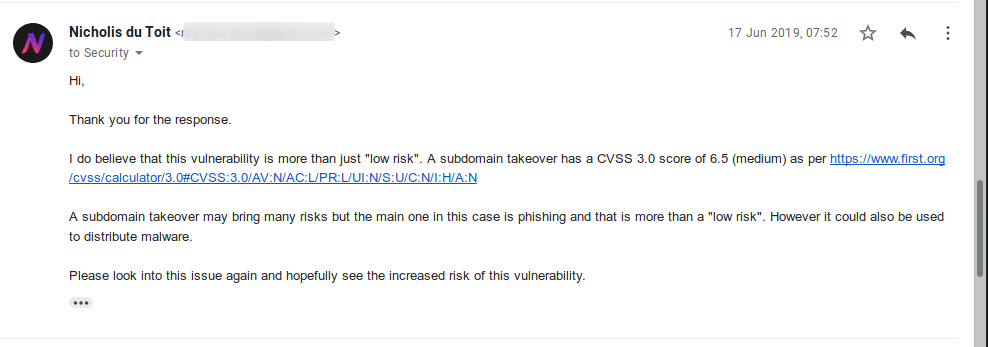 Nicholis du Toit < >
17 Jun 2019, 07:52
to Security
Hi,
Thank you for the response.
I do believe that this vulnerability is more than just "low risk". A subdomain takeover has a CVSS 3.0 score of 6.5 (medium) as per https://www.first.org
/cvss/calculator/3.0#CVSS:3.0/AV:N/AC:L/PR:L/UI:N/S:U/C:N/I:H/A:N
A subdomain takeover may bring many risks but the main one in this case is phishing and that is more than a "low risk". However it could also be used
to distribute malware.
Please look into this issue again and hopefully see the increased risk of this vulnerability.